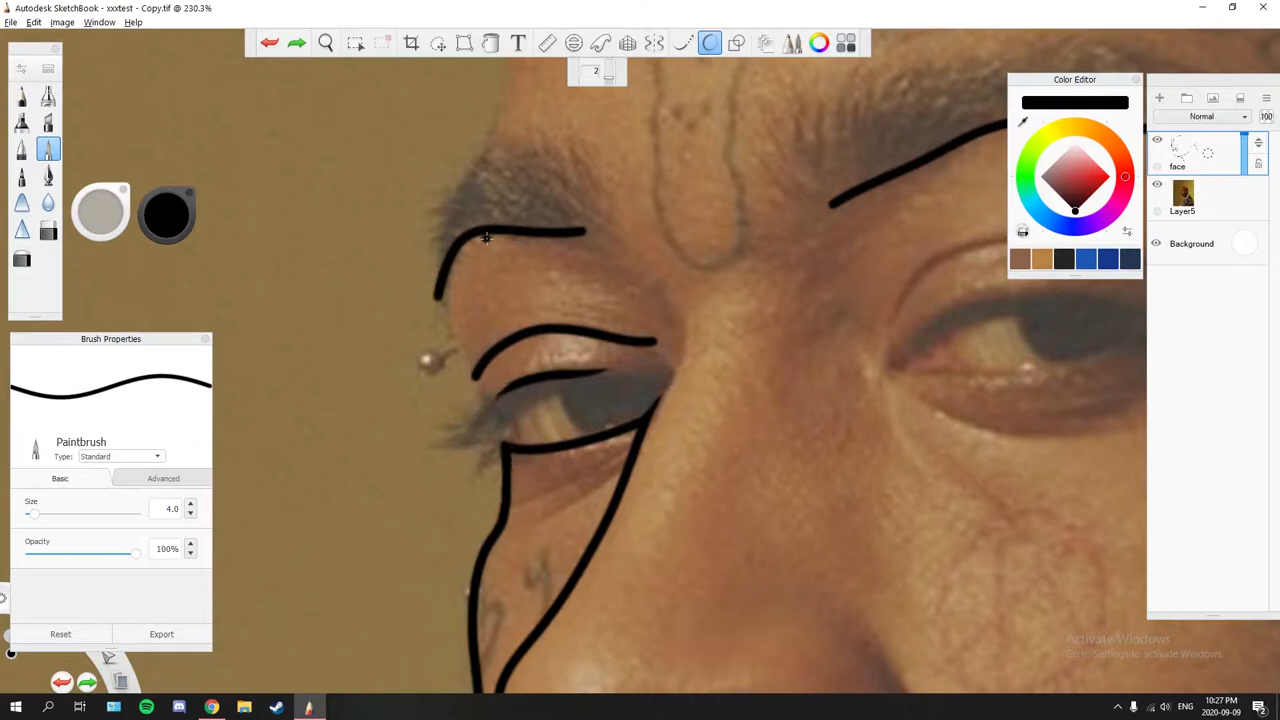 Autodesk SketchBook - xxxtest - Copy.tif @ 230.3%
File Edit Image Window Help
2
Color Editor
Normal
100
face
Layer5
Background
Brush Properties
Paintbrush
Type: Standard
Basic Advanced
Size
4.0
Opacity
100%
Reset Export
Activate Windows
Go to Settings to activate Windows.
ENG
10:27 PM
2020-09-09
2